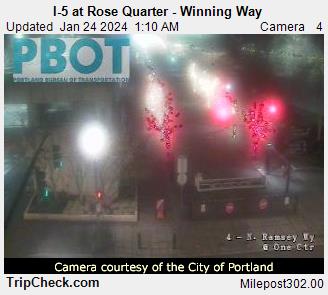 I-5 at Rose Quarter - Winning Way
Updated Jan 24 2024 1:10 AM Camera 4
PBOT
PORTLAND BUREAU OF TRANSPORTATION
4 - N. Ramsey Wy
@ One Ctr
Camera courtesy of the City of Portland
TripCheck.com Milepost302.00